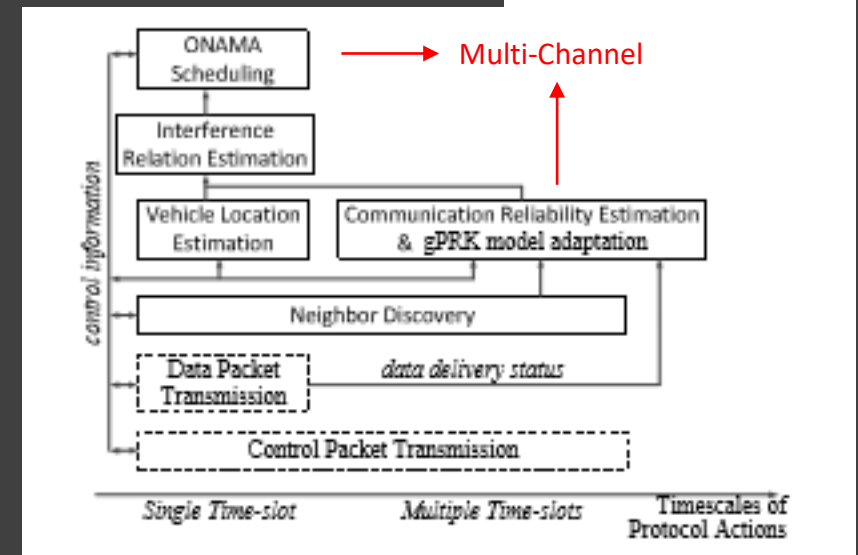 ONAMA
Scheduling
Multi-Channel
Interference
Relation Estimation
Vehicle Location
Estimation
Communication Reliability Estimation
& gPRK model adaptation
control information
Neighbor Discovery
Data Packet
Transmission
data delivery status
Control Packet Transmission
Single Time-slot
Multiple Time-slots
Timescales of
Protocol Actions